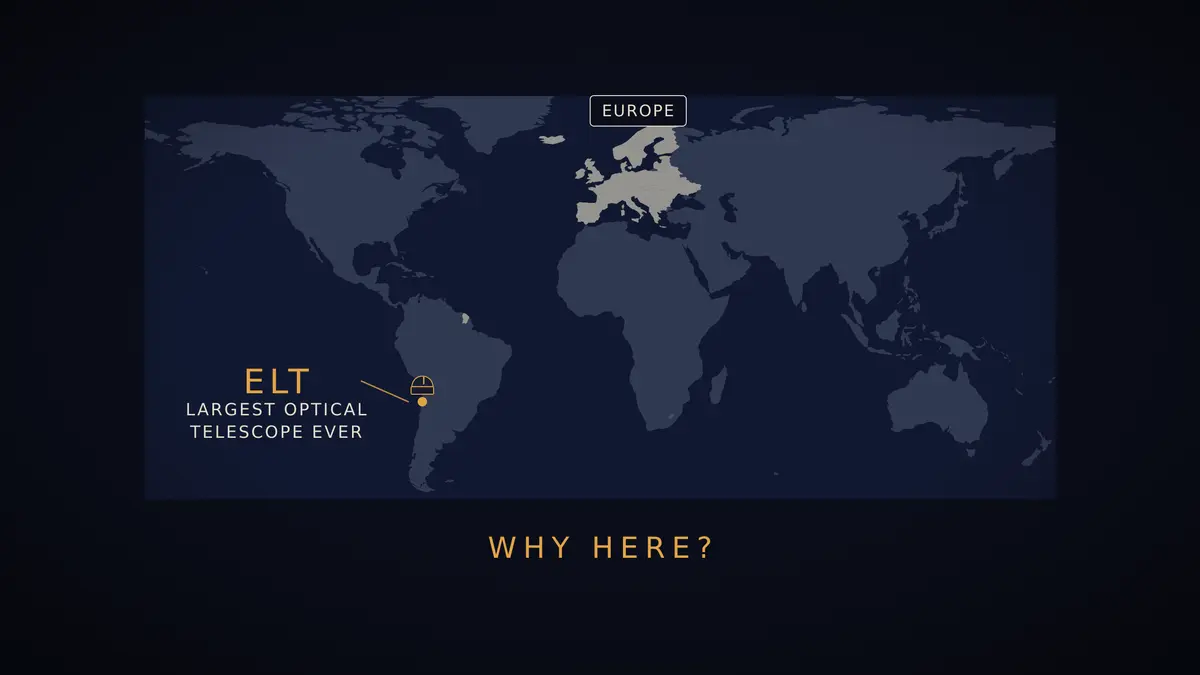 EUROPE
ELT
LARGEST OPTICAL
TELESCOPE EVER
WHY HERE?